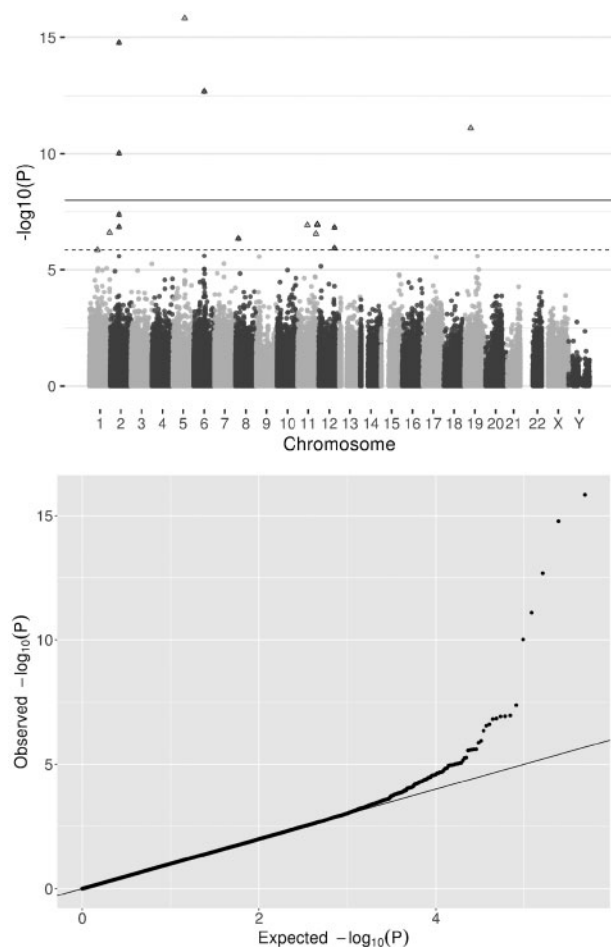 15
10
5
0
-log10(P)
1 2 3 4 5 6 7 8 9 10 11 12 13 14 15 16 17 18 19 20 21 22 X Y
Chromosome
15
10
5
0
Observed −log₁₀(P)
0 2 4
Expected −log₁₀(P)